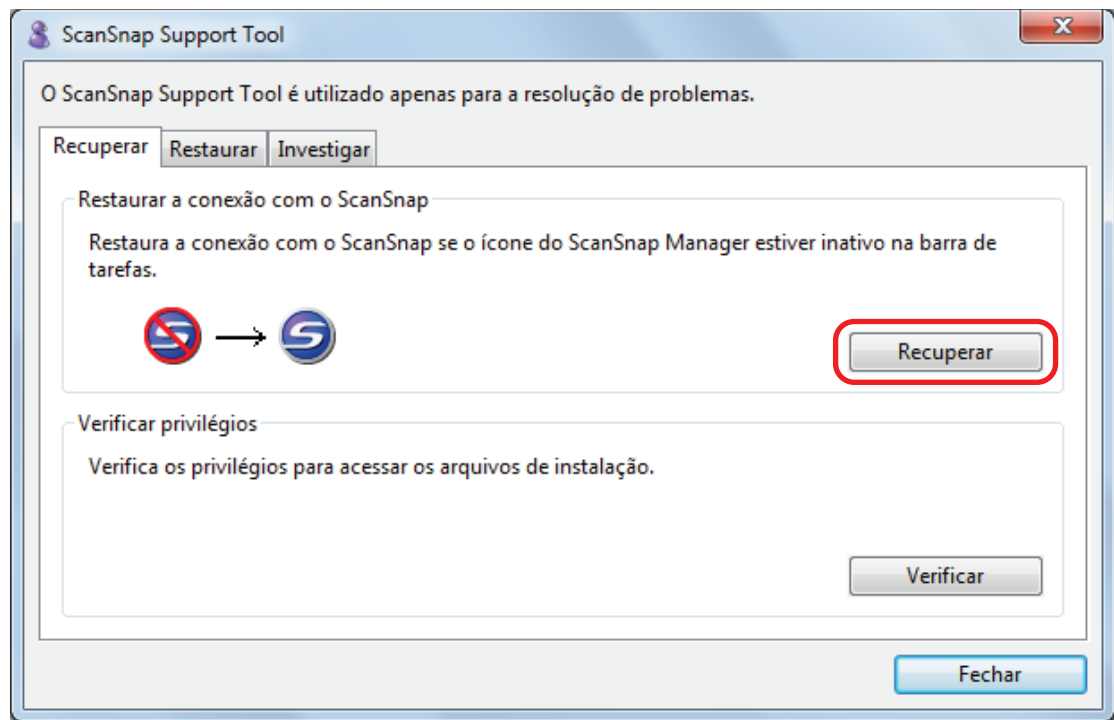 ScanSnap Support Tool
O ScanSnap Support Tool é utilizado apenas para a resolução de problemas.
Recuperar Restaurar Investigar
Restaurar a conexão com o ScanSnap
Restaura a conexão com o ScanSnap se o ícone do ScanSnap Manager estiver inativo na barra de
tarefas.
Recuperar
Verificar privilégios
Verifica os privilégios para acessar os arquivos de instalação.
Verificar
Fechar